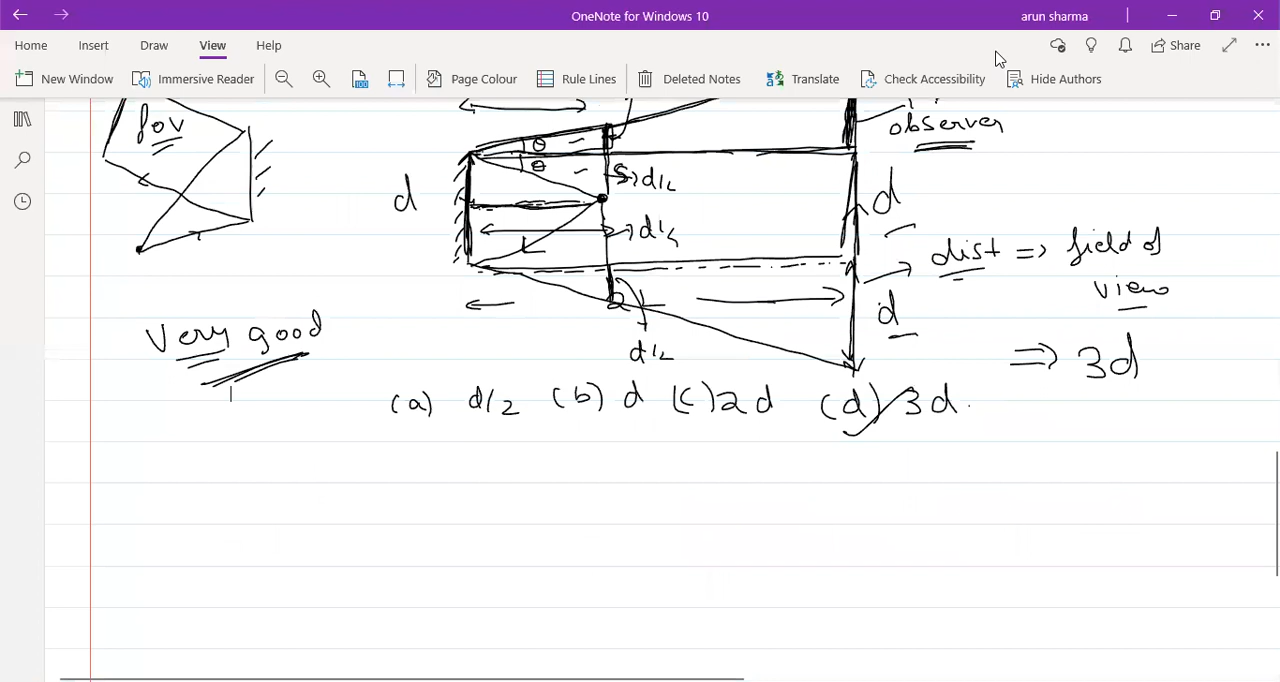 OneNote for Windows 10
arun sharma
Home Insert Draw View Help
Share
New Window Immersive Reader Page Colour Rule Lines Deleted Notes Translate Check Accessibility Hide Authors
fov
observer
θ
θ
d/2
d
d
d/2
dist => field of
view
d
Very good
d/2
=> 3d
(a) d/2 (b) d (c) 2d (d) 3d.